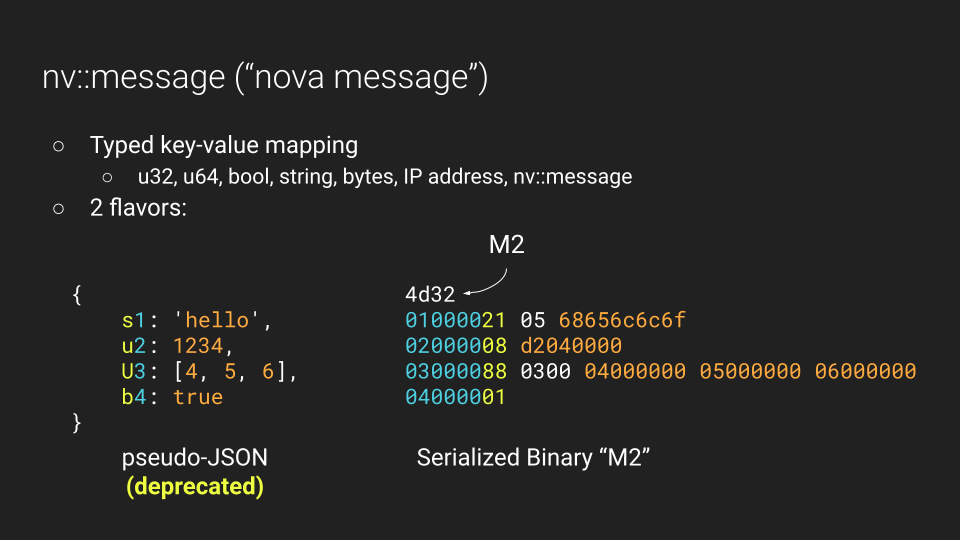 nv::message (“nova message”)
○ Typed key-value mapping
○ u32, u64, bool, string, bytes, IP address, nv::message
○ 2 flavors:
M2
{ 4d32
s1: 'hello', 01000021 05 68656c6c6f
u2: 1234, 02000008 d2040000
U3: [4, 5, 6], 03000088 0300 04000000 05000000 06000000
b4: true 04000001
}
pseudo-JSON Serialized Binary “M2”
(deprecated)